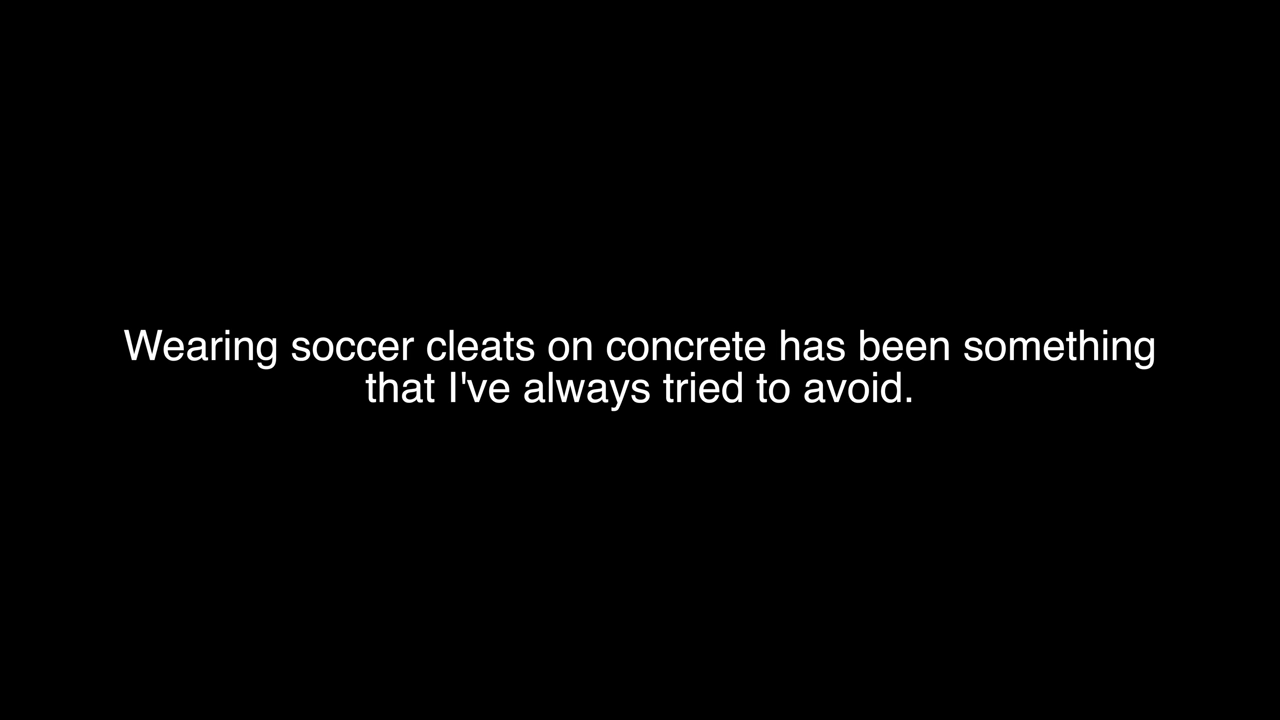 Wearing soccer cleats on concrete has been something
that I've always tried to avoid.